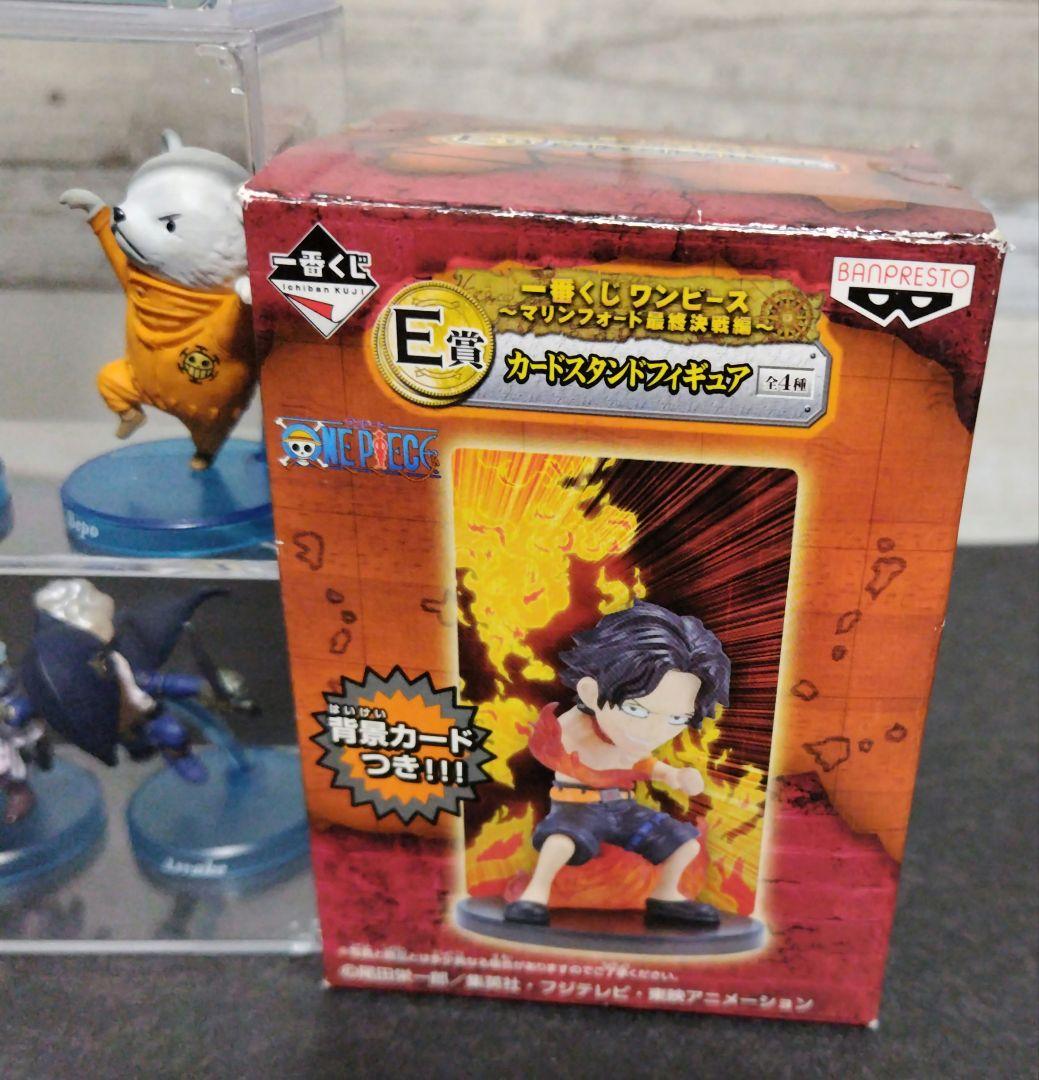 一番くじ
Ichiban KUJI
E賞
一番くじ ワンピース
~マリンフォード最終決戦編~
カードスタンドフィギュア
全4種
BANPRESTO
ONE PIECE
はいけい
背景カード
つき!!!
©尾田栄一郎/集英社・フジテレビ・東映アニメーション
Bepo